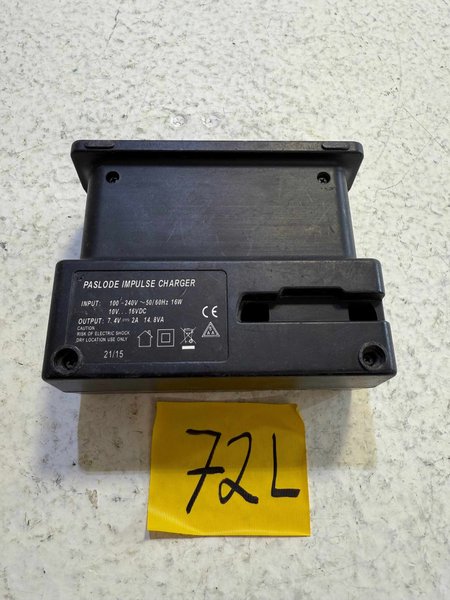 PASLODE IMPULSE CHARGER
INPUT: 100 - 240V ~ 50/60Hz 16W
10V... 16VDC
OUTPUT: 7.4V ⎓ 2A 14.8VA
CAUTION
RISK OF ELECTRIC SHOCK
DRY LOCATION USE ONLY
21/15
CE
72L